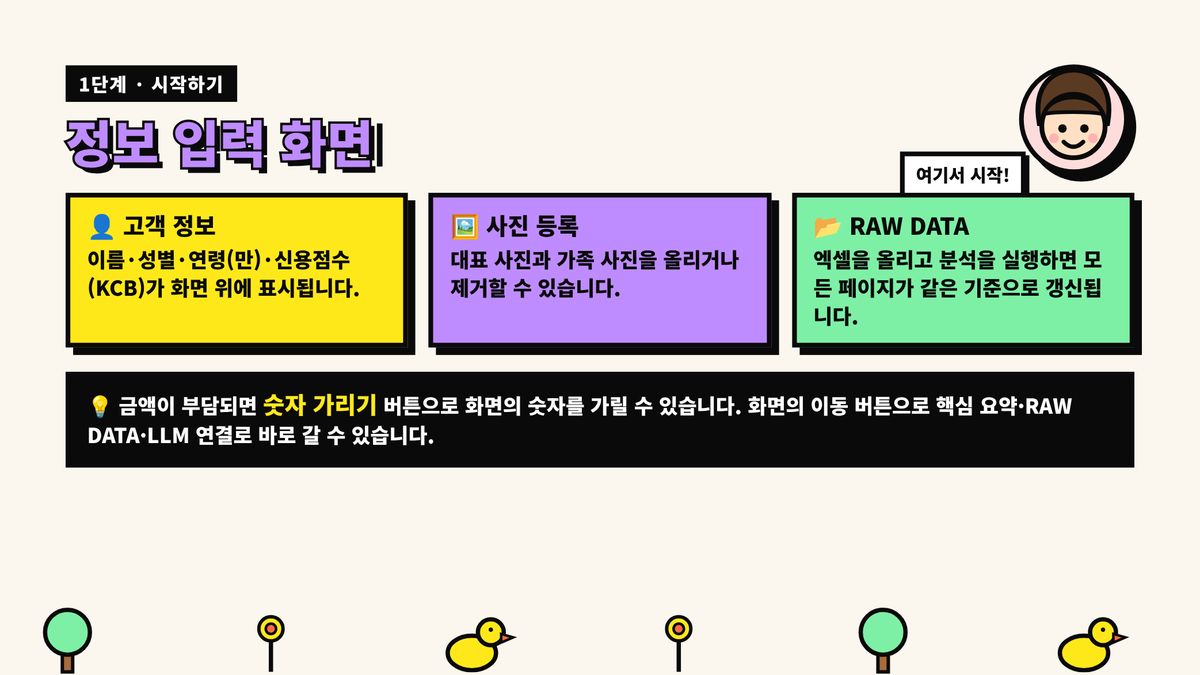 1단계 · 시작하기
정보 입력 화면
여기서 시작!
👤 고객 정보
이름·성별·연령(만)·신용점수
(KCB)가 화면 위에 표시됩니다.
🖼️ 사진 등록
대표 사진과 가족 사진을 올리거나
제거할 수 있습니다.
📂 RAW DATA
엑셀을 올리고 분석을 실행하면 모
든 페이지가 같은 기준으로 갱신됩
니다.
💡 금액이 부담되면 숫자 가리기 버튼으로 화면의 숫자를 가릴 수 있습니다. 화면의 이동 버튼으로 핵심 요약·RAW
DATA·LLM 연결로 바로 갈 수 있습니다.